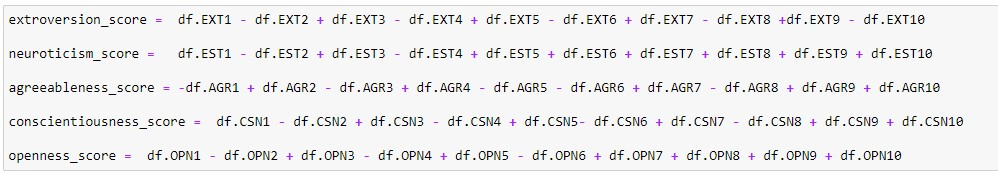 extroversion_score = df.EXT1 - df.EXT2 + df.EXT3 - df.EXT4 + df.EXT5 - df.EXT6 + df.EXT7 - df.EXT8 +df.EXT9 - df.EXT10
neuroticism_score = df.EST1 - df.EST2 + df.EST3 - df.EST4 + df.EST5 + df.EST6 + df.EST7 + df.EST8 + df.EST9 + df.EST10
agreeableness_score = -df.AGR1 + df.AGR2 - df.AGR3 + df.AGR4 - df.AGR5 - df.AGR6 + df.AGR7 - df.AGR8 + df.AGR9 + df.AGR10
conscientiousness_score = df.CSN1 - df.CSN2 + df.CSN3 - df.CSN4 + df.CSN5- df.CSN6 + df.CSN7 - df.CSN8 + df.CSN9 + df.CSN10
openness_score = df.OPN1 - df.OPN2 + df.OPN3 - df.OPN4 + df.OPN5 - df.OPN6 + df.OPN7 + df.OPN8 + df.OPN9 + df.OPN10